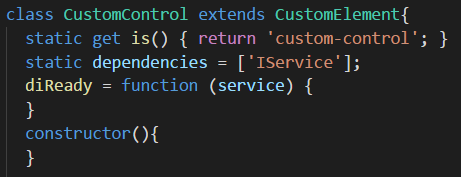 class CustomControl extends CustomElement{
static get is() { return 'custom-control'; }
static dependencies = ['IService'];
diReady = function (service) {
}
constructor(){
}